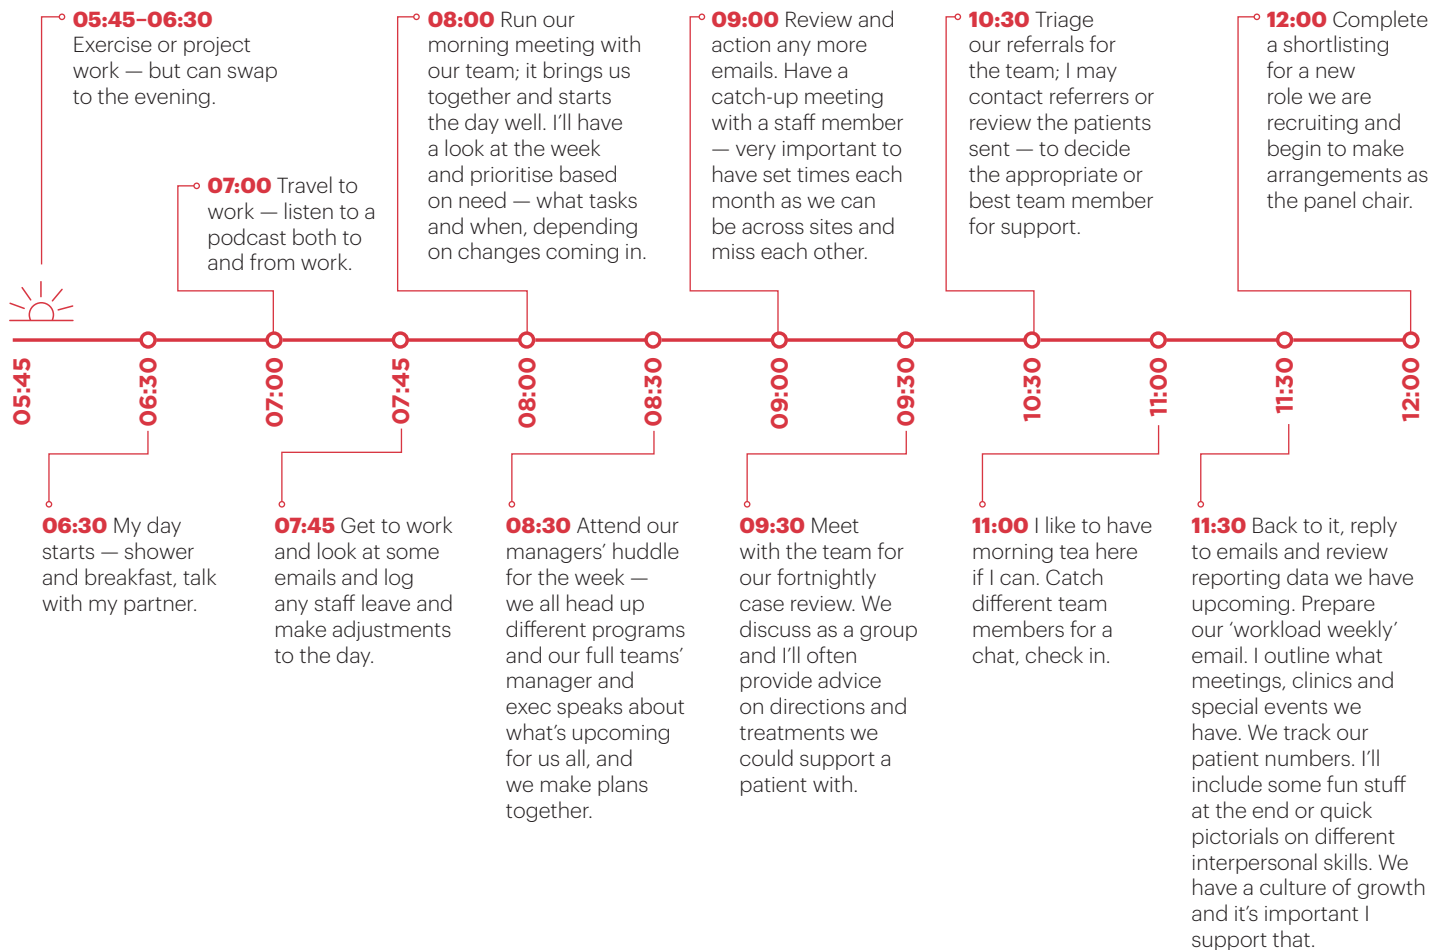 05:45–06:30
Exercise or project
work — but can swap
to the evening.
07:00 Travel to
work — listen to a
podcast both to
and from work.
08:00 Run our
morning meeting with
our team; it brings us
together and starts
the day well. I’ll have
a look at the week
and prioritise based
on need — what tasks
and when, depending
on changes coming in.
09:00 Review and
action any more
emails. Have a
catch-up meeting
with a staff member
— very important to
have set times each
month as we can
be across sites and
miss each other.
10:30 Triage
our referrals for
the team; I may
contact referrers or
review the patients
sent — to decide
the appropriate or
best team member
for support.
12:00 Complete
a shortlisting
for a new
role we are
recruiting and
begin to make
arrangements as
the panel chair.
05:45
06:30
07:00
07:45
08:00
08:30
09:00
09:30
10:30
11:00
11:30
12:00
06:30 My day
starts — shower
and breakfast, talk
with my partner.
07:45 Get to work
and look at some
emails and log
any staff leave and
make adjustments
to the day.
08:30 Attend our
managers’ huddle
for the week —
we all head up
different programs
and our full teams’
manager and
exec speaks about
what’s upcoming
for us all, and
we make plans
together.
09:30 Meet
with the team for
our fortnightly
case review. We
discuss as a group
and I’ll often
provide advice
on directions and
treatments we
could support a
patient with.
11:00 I like to have
morning tea here
if I can. Catch
different team
members for a
chat, check in.
11:30 Back to it, reply
to emails and review
reporting data we have
upcoming. Prepare
our ‘workload weekly’
email. I outline what
meetings, clinics and
special events we
have. We track our
patient numbers. I’ll
include some fun stuff
at the end or quick
pictorials on different
interpersonal skills. We
have a culture of growth
and it’s important I
support that.